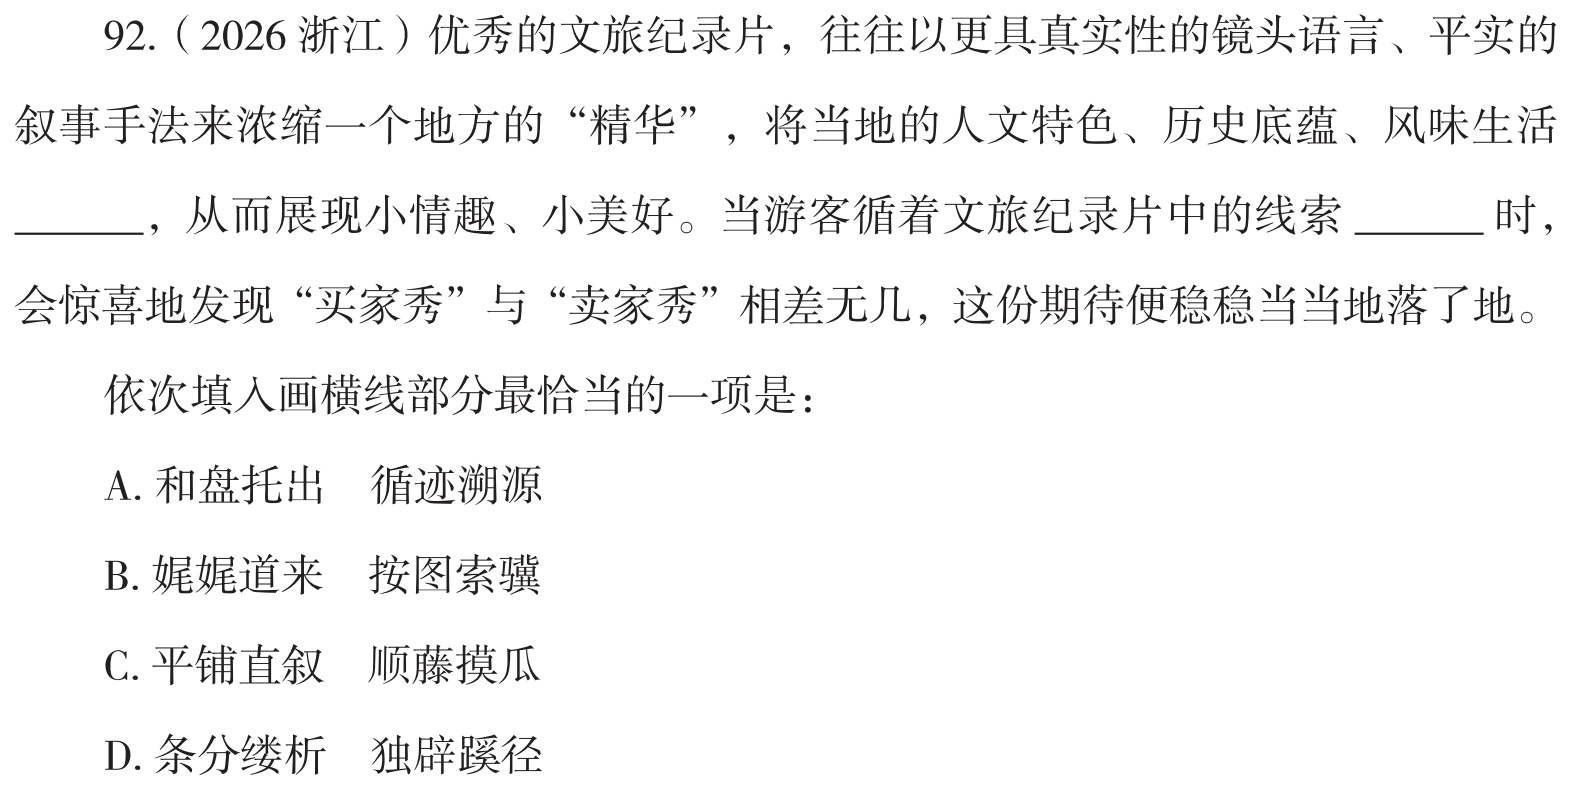 92.（2026 浙江）优秀的文旅纪录片，往往以更具真实性的镜头语言、平实的
叙事手法来浓缩一个地方的“精华”，将当地的人文特色、历史底蕴、风味生活
______，从而展现小情趣、小美好。当游客循着文旅纪录片中的线索 ______ 时，
会惊喜地发现“买家秀”与“卖家秀”相差无几，这份期待便稳稳当当地落了地。
依次填入画横线部分最恰当的一项是：
A. 和盘托出　循迹溯源
B. 娓娓道来　按图索骥
C. 平铺直叙　顺藤摸瓜
D. 条分缕析　独辟蹊径